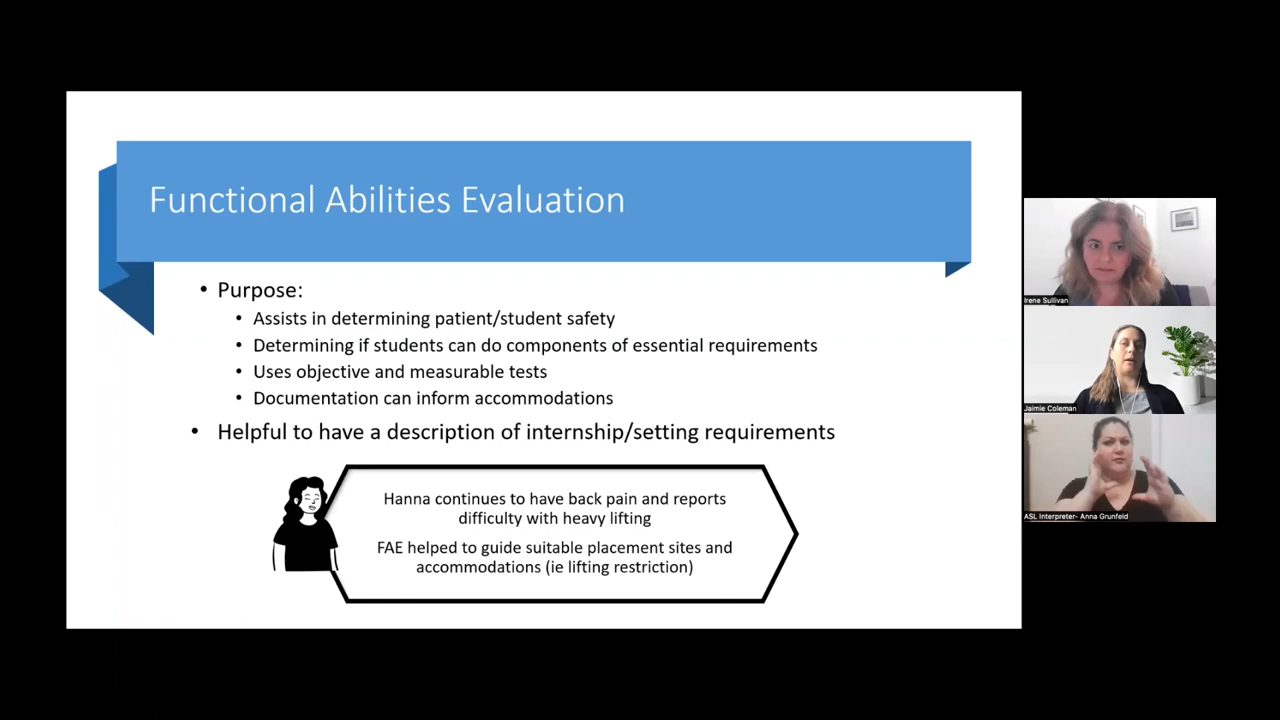 Functional Abilities Evaluation
• Purpose:
• Assists in determining patient/student safety
• Determining if students can do components of essential requirements
• Uses objective and measurable tests
• Documentation can inform accommodations
• Helpful to have a description of internship/setting requirements
Hanna continues to have back pain and reports
difficulty with heavy lifting
FAE helped to guide suitable placement sites and
accommodations (ie lifting restriction)
Irene Sullivan
Jaimie Coleman
ASL Interpreter- Anna Grunfeld